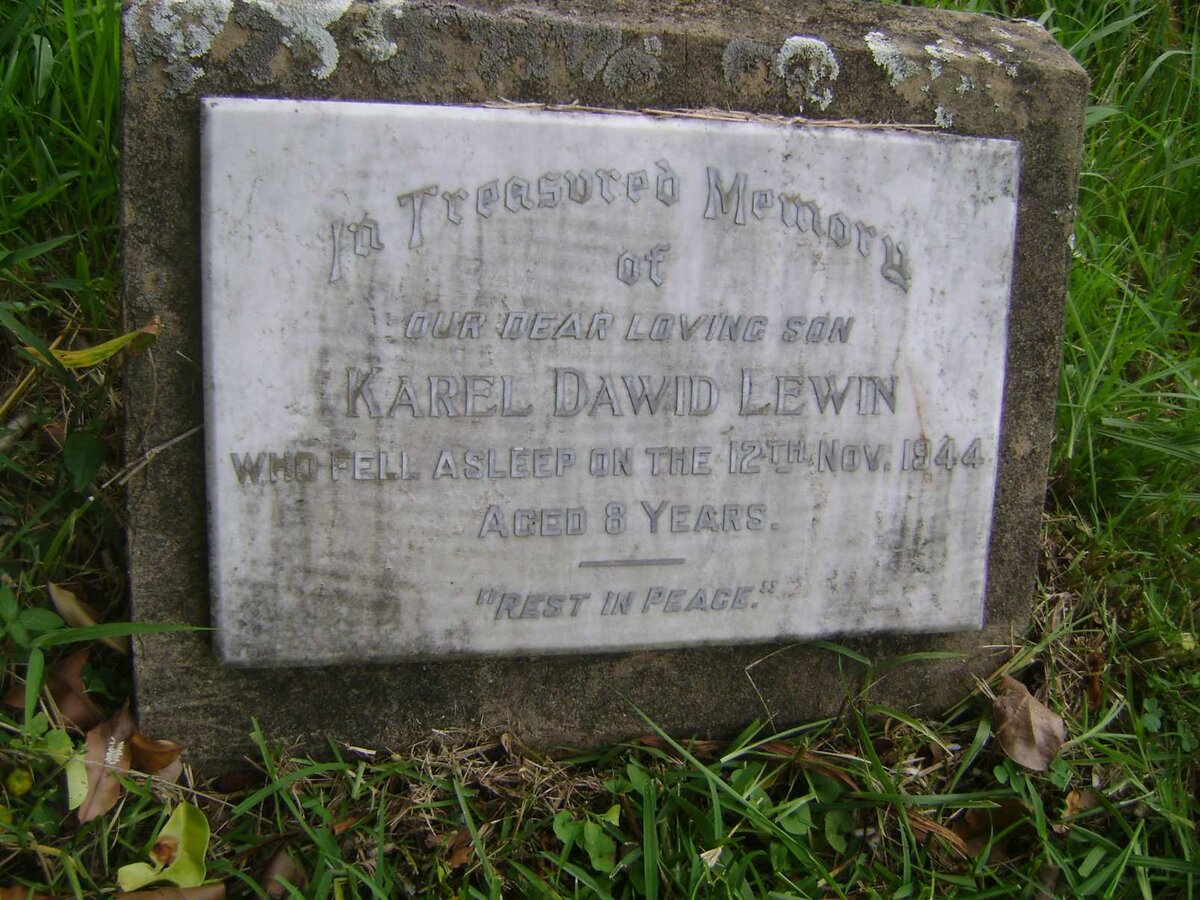 In Treasured Memory
of
OUR DEAR LOVING SON
KAREL DAWID LEWIN
WHO FELL ASLEEP ON THE 12TH. NOV. 1944
AGED 8 YEARS.
"REST IN PEACE."